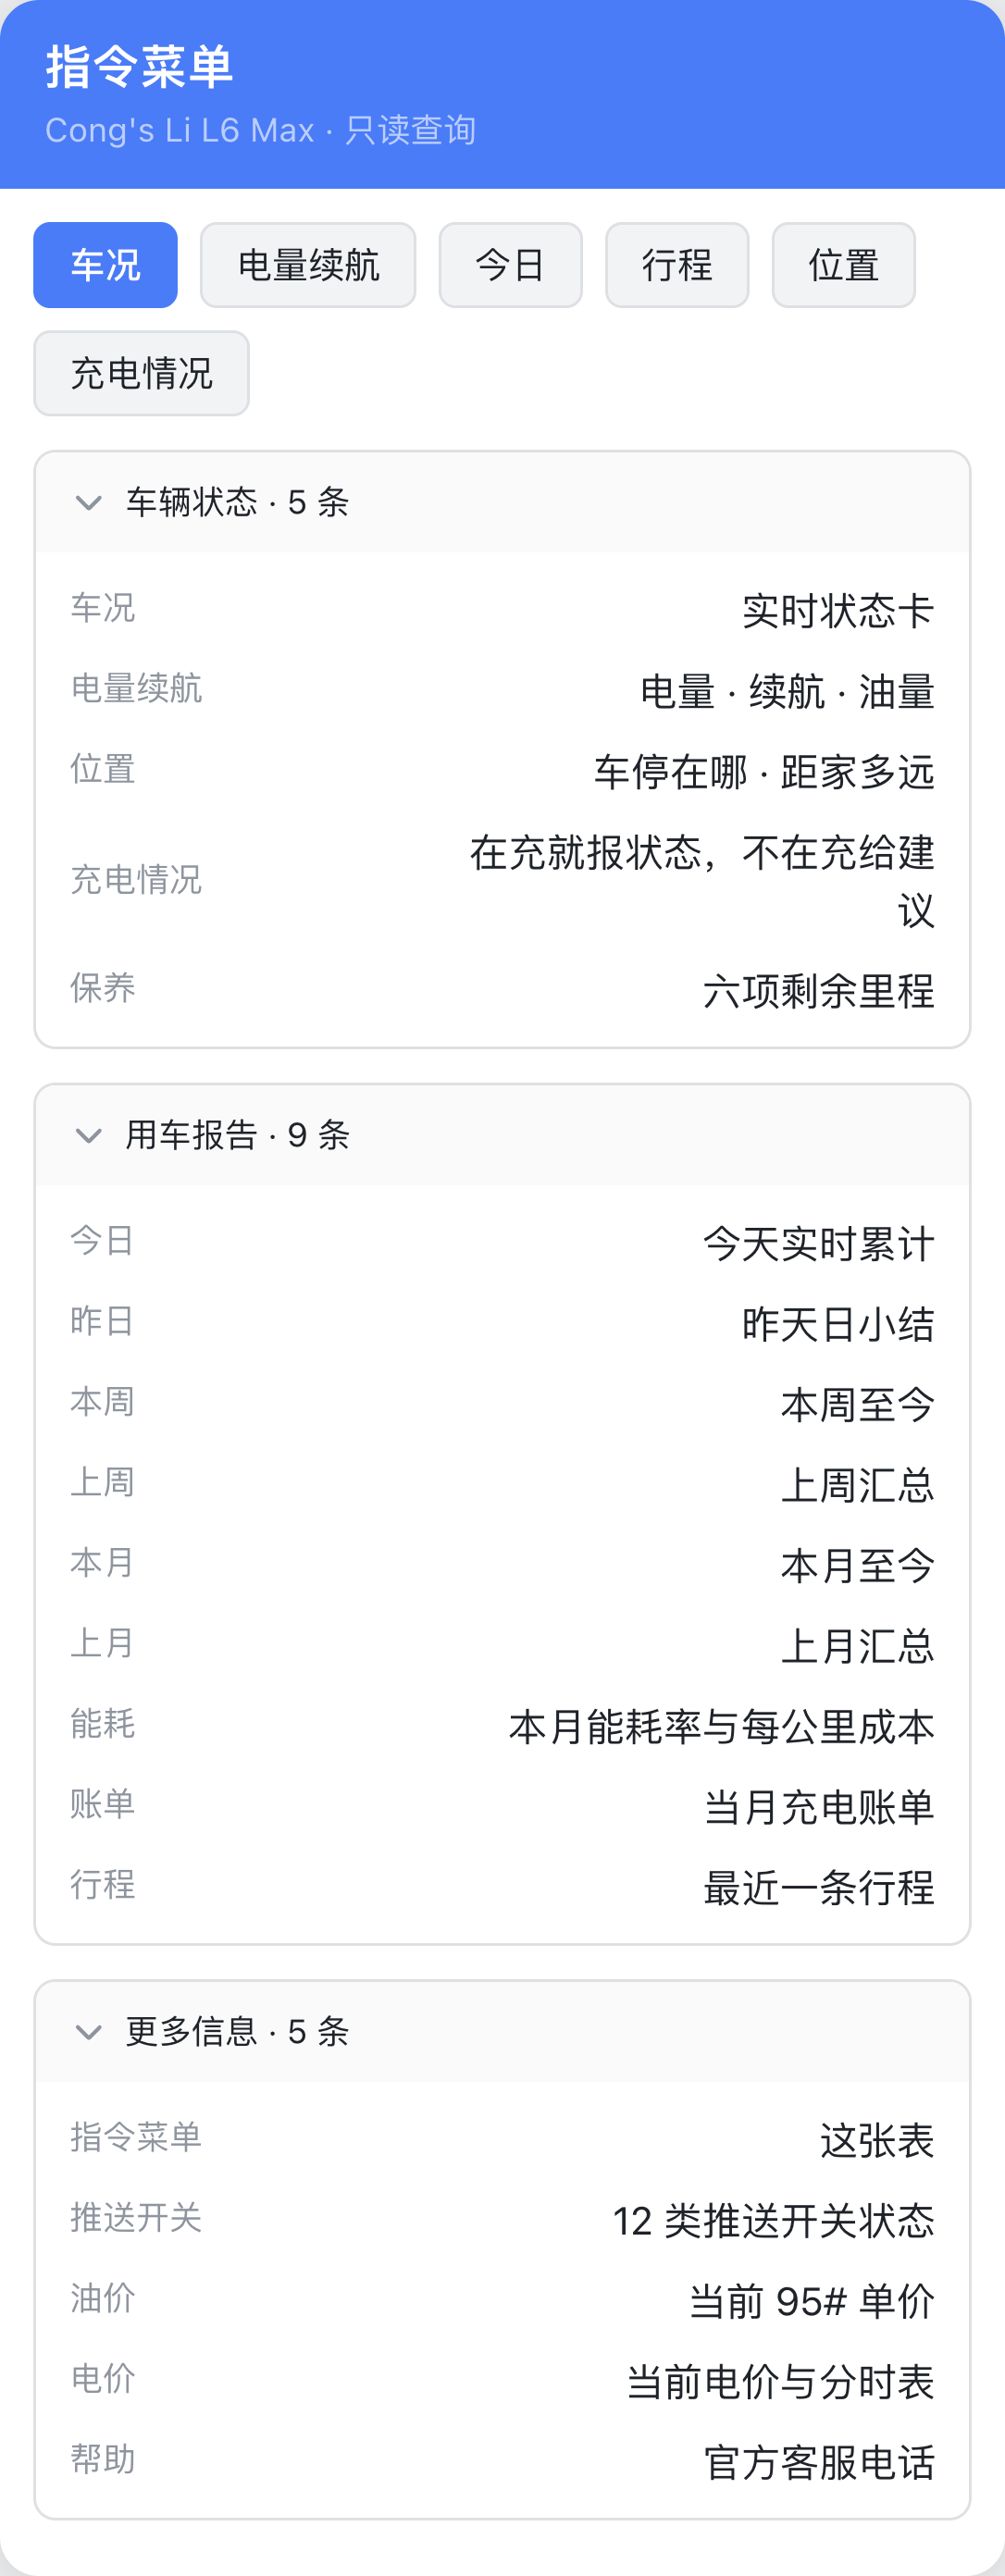 指令菜单
Cong's Li L6 Max · 只读查询
车况 电量续航 今日 行程 位置
充电情况
车辆状态 · 5 条
车况 实时状态卡
电量续航 电量 · 续航 · 油量
位置 车停在哪 · 距家多远
充电情况 在充就报状态，不在充给建
议
保养 六项剩余里程
用车报告 · 9 条
今日 今天实时累计
昨日 昨天日小结
本周 本周至今
上周 上周汇总
本月 本月至今
上月 上月汇总
能耗 本月能耗率与每公里成本
账单 当月充电账单
行程 最近一条行程
更多信息 · 5 条
指令菜单 这张表
推送开关 12 类推送开关状态
油价 当前 95# 单价
电价 当前电价与分时表
帮助 官方客服电话